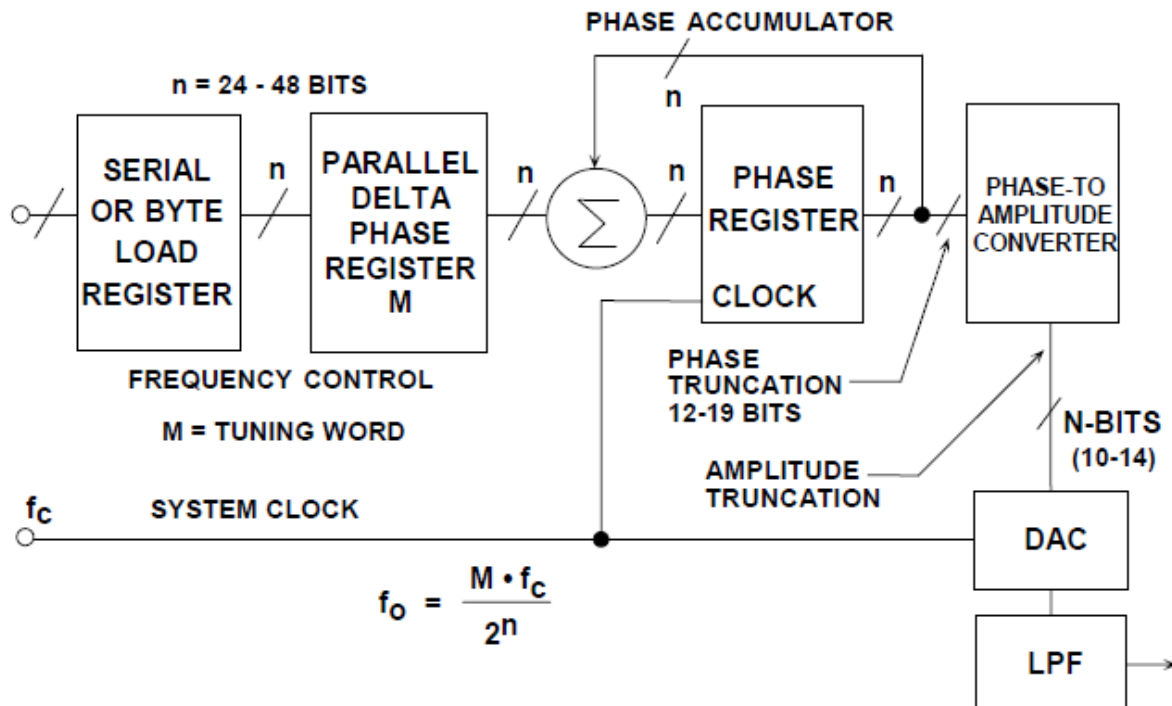 PHASE ACCUMULATOR
n = 24 - 48 BITS
n
SERIAL
OR BYTE
LOAD
REGISTER
n
PARALLEL
DELTA
PHASE
REGISTER
M
n
Σ
n
PHASE
REGISTER
CLOCK
n
PHASE-TO
AMPLITUDE
CONVERTER
FREQUENCY CONTROL
M = TUNING WORD
PHASE
TRUNCATION
12-19 BITS
AMPLITUDE
TRUNCATION
N-BITS
(10-14)
fc
SYSTEM CLOCK
DAC
fo = M • fc
2n
LPF